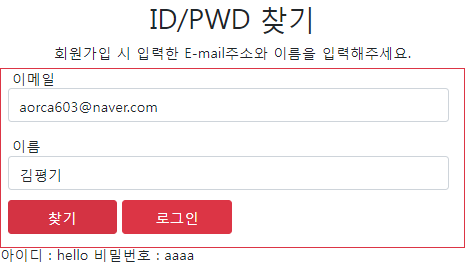 ID/PWD 찾기
회원가입 시 입력한 E-mail주소와 이름을 입력해주세요.
이메일
aorca603@naver.com
이름
김평기
찾기 로그인
아이디 : hello 비밀번호 : aaaa